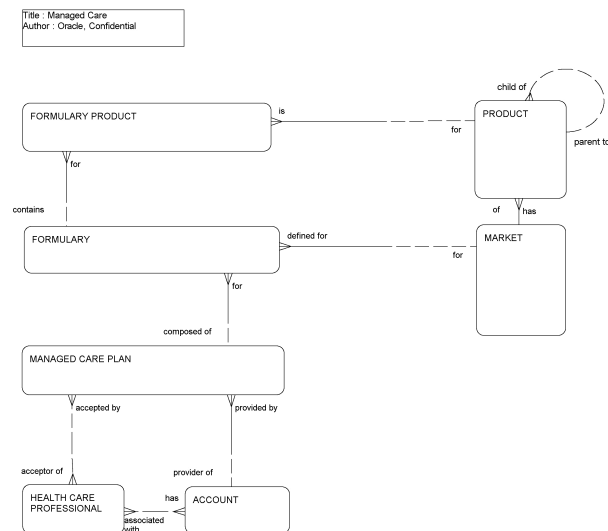 Title : Managed Care
Author : Oracle, Confidential
child of
is
FORMULARY PRODUCT
PRODUCT
for
parent to
for
contains
of
has
defined for
FORMULARY
MARKET
for
for
composed of
MANAGED CARE PLAN
accepted by
provided by
acceptor of
provider of
HEALTH CARE
PROFESSIONAL
has
ACCOUNT
associated
with